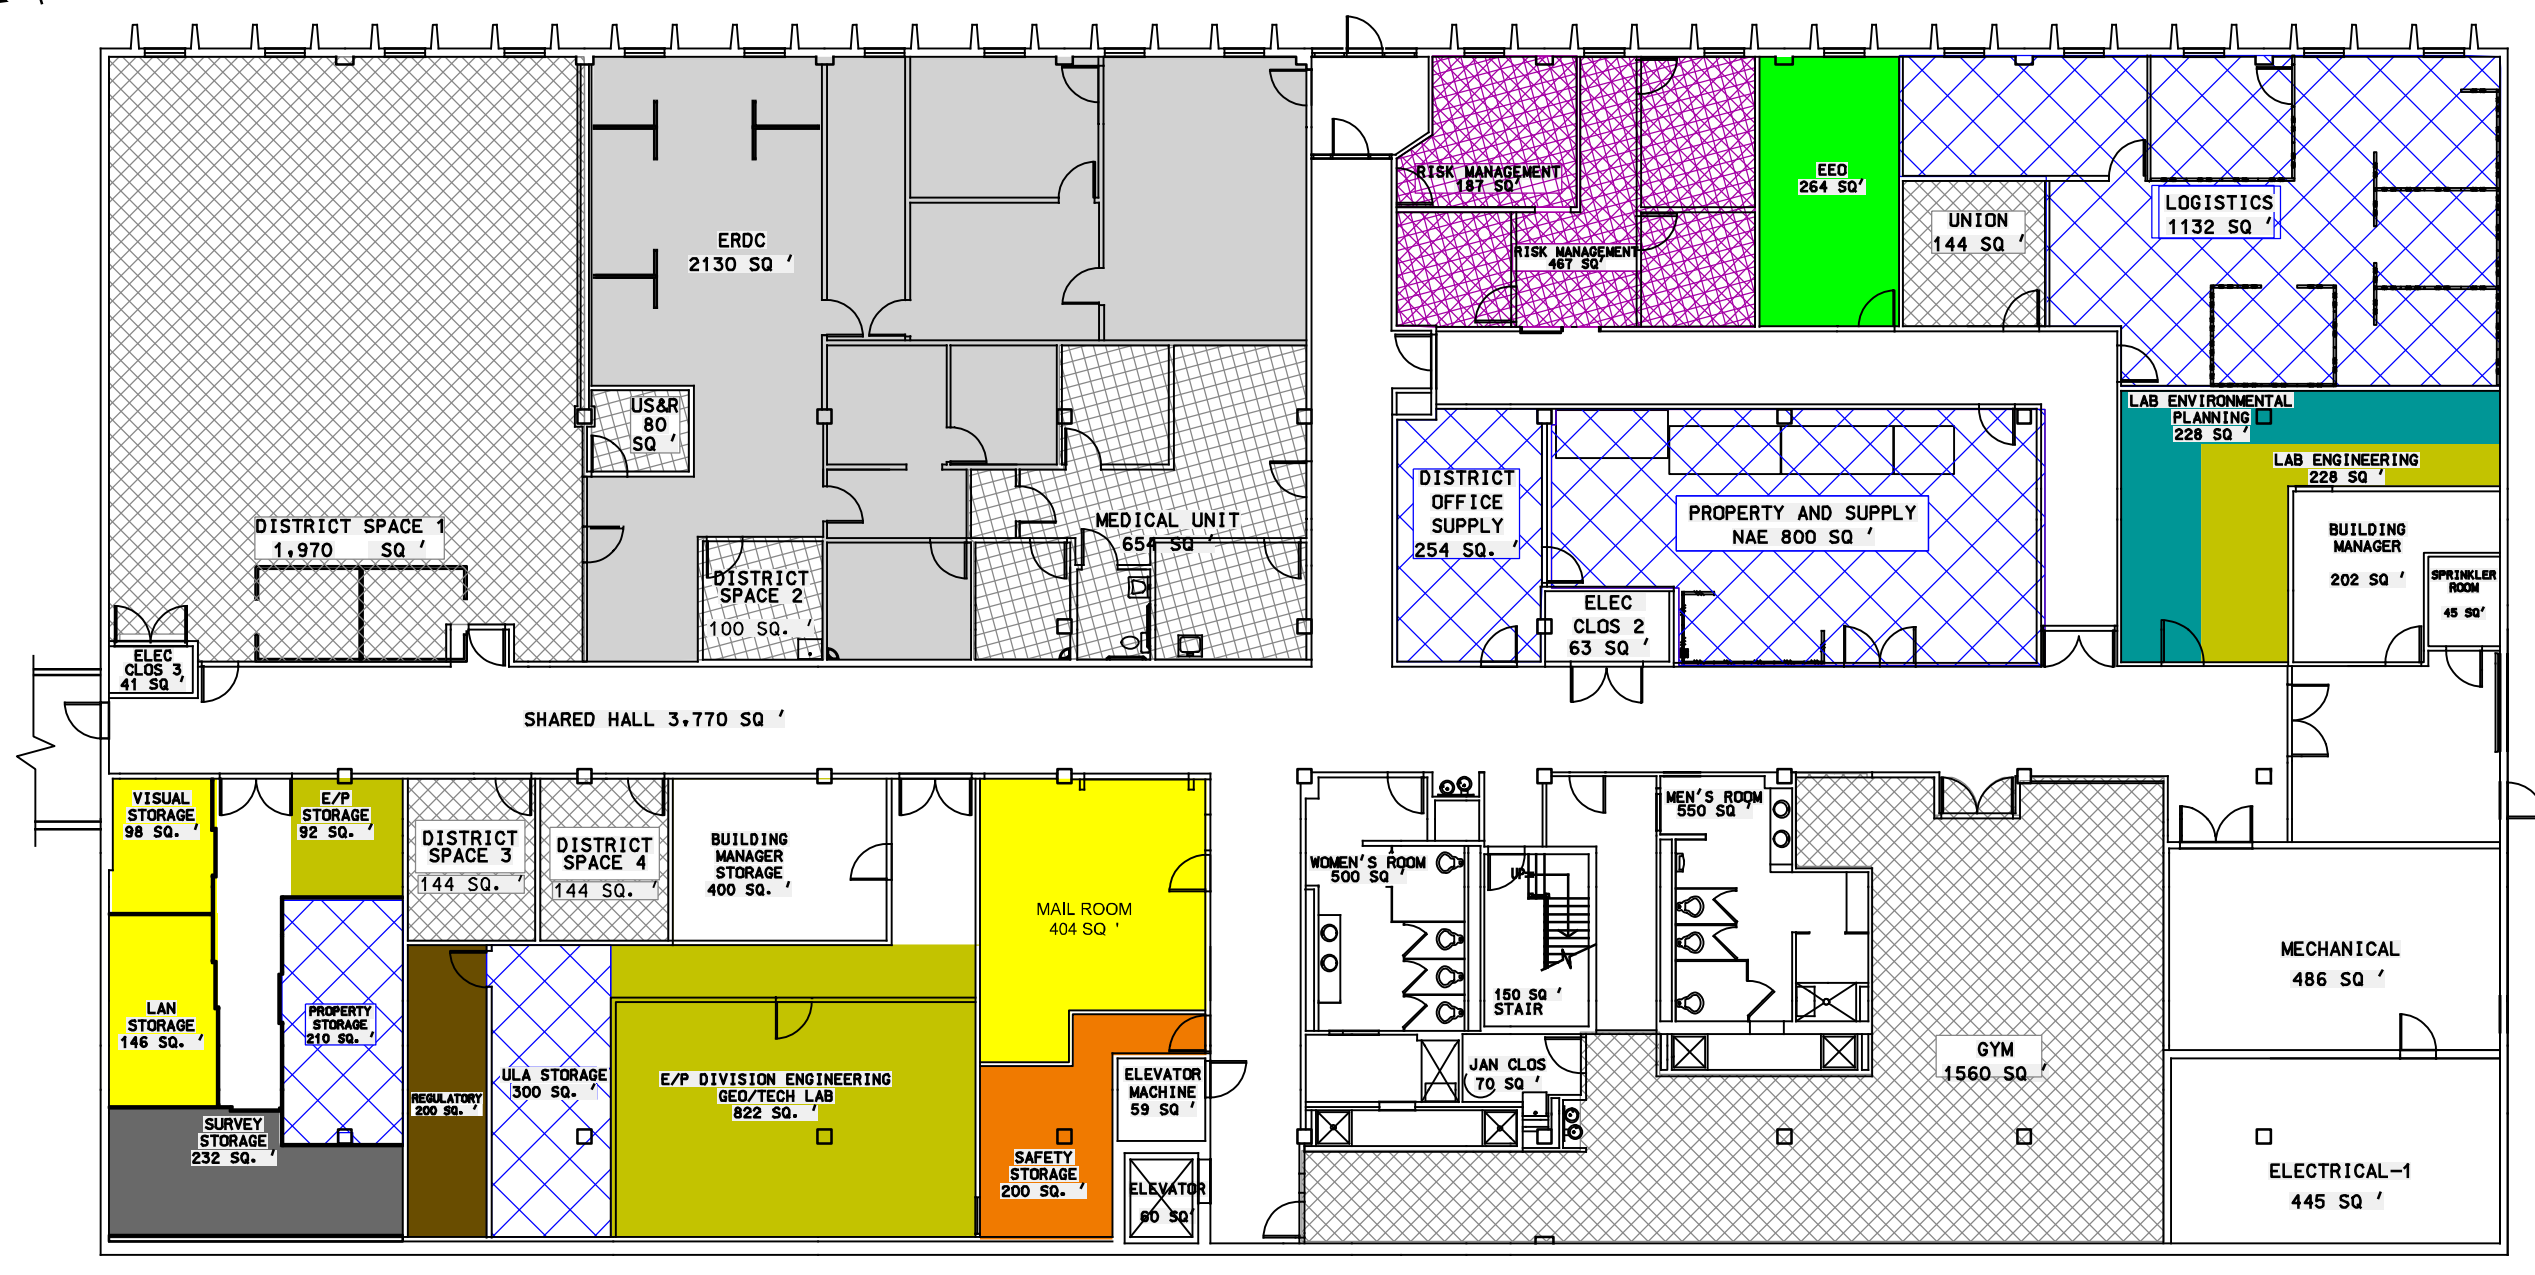 RISK MANAGEMENT
187 SQ'
EEO
264 SQ'
LOGISTICS
1132 SQ '
UNION
144 SQ '
ERDC
2130 SQ '
RISK MANAGEMENT
467 SQ'
US&R
80
SQ '
LAB ENVIRONMENTAL
PLANNING
228 SQ '
LAB ENGINEERING
228 SQ '
DISTRICT SPACE 1
1,970 SQ '
MEDICAL UNIT
654 SQ '
DISTRICT
OFFICE
SUPPLY
254 SQ. '
PROPERTY AND SUPPLY
NAE 800 SQ '
BUILDING
MANAGER
202 SQ '
SPRINKLER
ROOM
45 SQ'
DISTRICT
SPACE 2
100 SQ. '
ELEC
CLOS 2
63 SQ '
ELEC
CLOS 3
41 SQ '
SHARED HALL 3,770 SQ '
VISUAL
STORAGE
98 SQ. '
E/P
STORAGE
92 SQ. '
DISTRICT
SPACE 3
144 SQ. '
DISTRICT
SPACE 4
144 SQ. '
BUILDING
MANAGER
STORAGE
400 SQ. '
MAIL ROOM
404 SQ '
WOMEN'S ROOM
500 SQ '
UP
MEN'S ROOM
550 SQ '
MECHANICAL
486 SQ '
LAN
STORAGE
146 SQ. '
PROPERTY
STORAGE
210 SQ. '
150 SQ '
STAIR
GYM
1560 SQ '
REGULATORY
200 SQ. '
ULA STORAGE
300 SQ. '
E/P DIVISION ENGINEERING
GEO/TECH LAB
822 SQ. '
ELEVATOR
MACHINE
59 SQ '
JAN CLOS
70 SQ '
SURVEY
STORAGE
232 SQ. '
SAFETY
STORAGE
200 SQ. '
ELEVATOR
60 SQ'
ELECTRICAL-1
445 SQ '